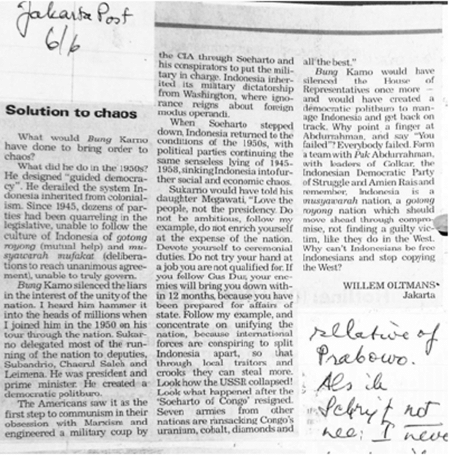 Jakarta Post
6/6
Solution to chaos
What would Bung Karno
have done to bring order to
chaos?
What did he do in the 1950s?
He designed "guided democra-
cy". He derailed the system In-
donesia inherited from colonial-
ism. Since 1945, dozens of par-
ties had been quarreling in the
legislative, unable to follow the
culture of Indonesia of gotong
royong (mutual help) and mu-
syawarah mufakat (delibera-
tions to reach unanimous agree-
ment), unable to truly govern.
Bung Karno silenced the liars
in the interest of the unity of the
nation. I heard him hammer it
into the heads of millions when
I joined him in the 1950 on his
tour through the nation. Sukar-
no delegated most of the run-
ning of the nation to deputies,
Subandrio, Chaerul Saleh and
Leimena. He was president and
prime minister. He created a
democratic politburo.
The Americans saw it as the
first step to communism in their
obsession with Marxism and
engineered a military coup by
the CIA through Soeharto and
his conspirators to put the mili-
tary in charge. Indonesia inher-
ited its military dictatorship
from Washington, where igno-
rance reigns about foreign
modus operandi.
When Soeharto stepped
down, Indonesia returned to the
conditions of the 1950s, with
political parties continuing the
same senseless lying of 1945-
1958, sinking Indonesia into fur-
ther social and economic chaos.
Sukarno would have told his
daughter Megawati, "Love the
people, not the presidency. Do
not be ambitious, follow my
example, do not enrich yourself
at the expense of the nation.
Devote yourself to ceremonial
duties. Do not try your hand at
a job you are not qualified for. If
you follow Gus Dur, your ene-
mies will bring you down with-
in 12 months, because you have
been prepared for affairs of
state. Follow my example, and
concentrate on unifying the
nation, because international
forces are conspiring to split
Indonesia apart, so that
through local traitors and
crooks they can steal more.
Look how the USSR collapsed!
Look what happened after the
'Soeharto of Congo' resigned.
Seven armies from other
nations are ransacking Congo's
uranium, cobalt, diamonds and
all the best."
Bung Karno would have
silenced the House of
Representatives once more –
and would have created a
democratic politburo to man-
age Indonesia and get back on
track. Why point a finger at
Abdurrahmas, and say "You
failed"? Everybody failed. Form
a team with Pak Abdurrahman,
with leaders of Golkar, the
Indonesian Democratic Party
of Struggle and Amien Rais and
remember, Indonesia is a
musyawarah nation, a gotong
royong nation which should
move ahead through compro-
mise, not finding a guilty vic-
tim, like they do in the West.
Why can't Indonesians be free
Indonesians and stop copying
the West?
WILLEM OLTMANS
Jakarta
relative of
Prabowo.
Als ik
Schrijf not
nee: I never